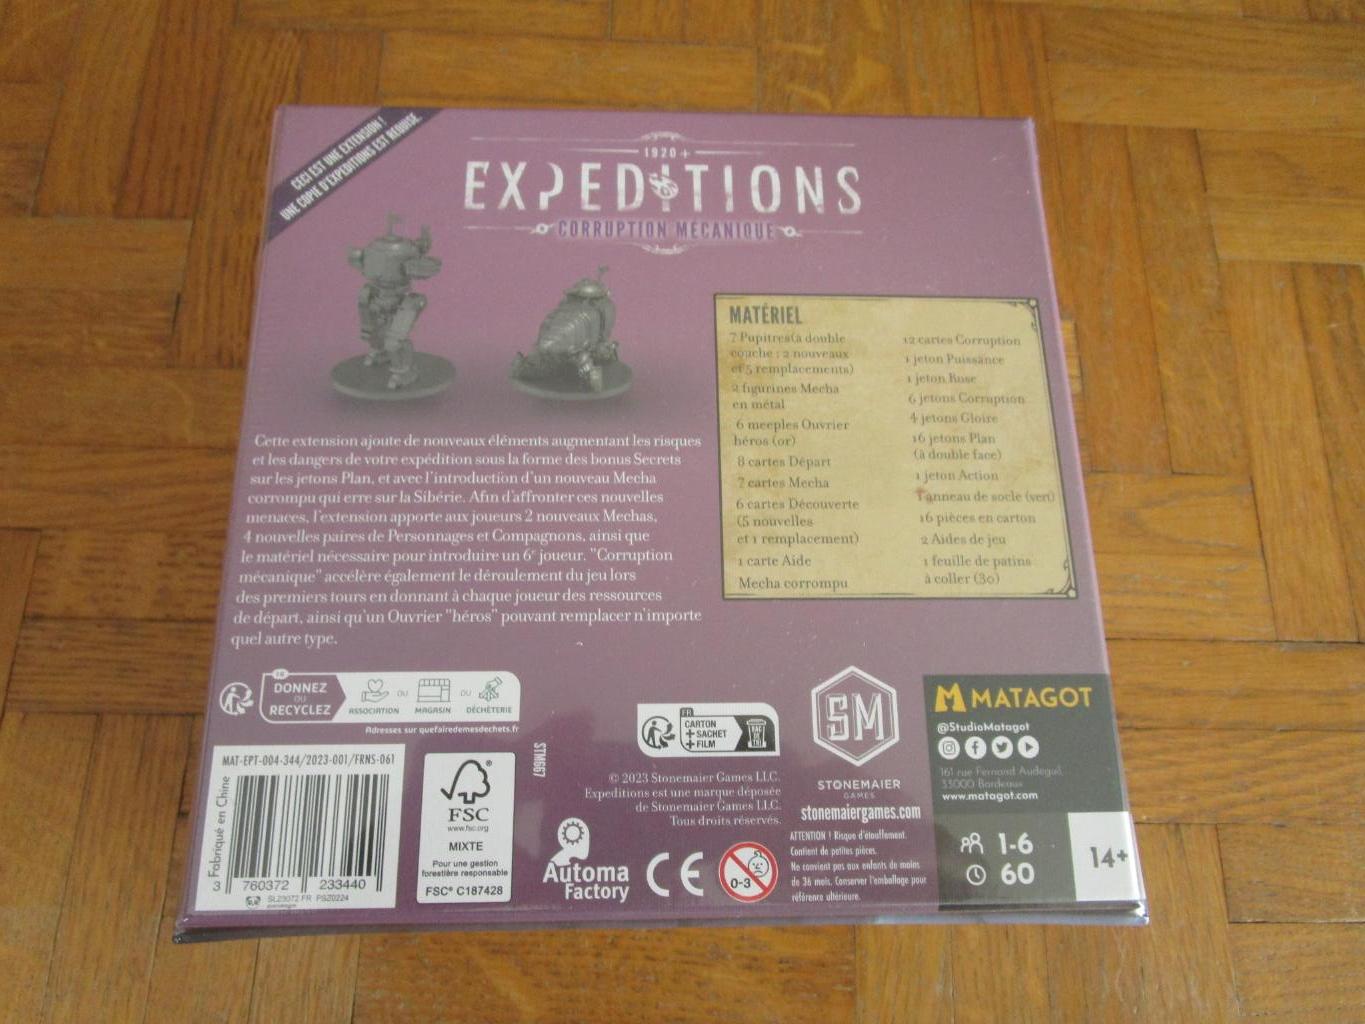 CECI EST UNE EXTENSION !
UNE COPIE D'EXPEDITIONS EST REQUISE.
1920 +
EXPEDITIONS
CORRUPTION MÉCANIQUE
Cette extension ajoute de nouveaux éléments augmentant les risques
et les dangers de votre expédition sous la forme des bonus Secrets
sur les jetons Plan, et avec l'introduction d'un nouveau Mecha
corrompu qui erre sur la Sibérie. Afin d'affronter ces nouvelles
menaces, l'extension apporte aux joueurs 2 nouveaux Mechas,
4 nouvelles paires de Personnages et Compagnons, ainsi que
le matériel nécessaire pour introduire un 6e joueur. "Corruption
mécanique" accélère également le déroulement du jeu lors
des premiers tours en donnant à chaque joueur des ressources
de départ, ainsi qu'un Ouvrier "héros" pouvant remplacer n'importe
quel autre type.
MATÉRIEL
7 Pupitres(à double
couche : 2 nouveaux
et 5 remplacements)
2 figurines Mecha
en métal
6 meeples Ouvrier
héros (or)
8 cartes Départ
7 cartes Mecha
6 cartes Découverte
(5 nouvelles
et 1 remplacement)
1 carte Aide
Mecha corrompu
12 cartes Corruption
1 jeton Puissance
1 jeton Ruse
6 jetons Corruption
4 jetons Gloire
16 jetons Plan
(à double face)
1 jeton Action
1 anneau de socle (vert)
16 pièces en carton
2 Aides de jeu
1 feuille de patins
à coller (30)
FR
DONNEZ
OU
RECYCLEZ
ASSOCIATION
OU
MAGASIN
OU
DÉCHÈTERIE
Adresses sur quefairedemesdechets.fr
MAT-EPT-004-344/2023-001/FRNS-061
Fabriqué en Chine
3 760372 233440
SL23072 FR PSZ0224
FSC
www.fsc.org
MIXTE
Pour une gestion
forestière responsable
FSC® C187428
STM667
FR
CARTON
+ SACHET
+ FILM
BAC
DE
TRI
© 2023 Stonemaier Games LLC.
Expeditions est une marque déposée
de Stonemaier Games LLC.
Tous droits réservés.
Automa
Factory
CE
0-3
SM
STONEMAIER
GAMES
stonemaiergames.com
ATTENTION ! Risque d'étouffement.
Contient de petites pièces.
Ne convient pas aux enfants de moins
de 36 mois. Conserver l'emballage pour
référence ultérieure.
MATAGOT
@StudioMatagot
161 rue Fernand Audeguil,
33000 Bordeaux
www.matagot.com
1-6
60
14+